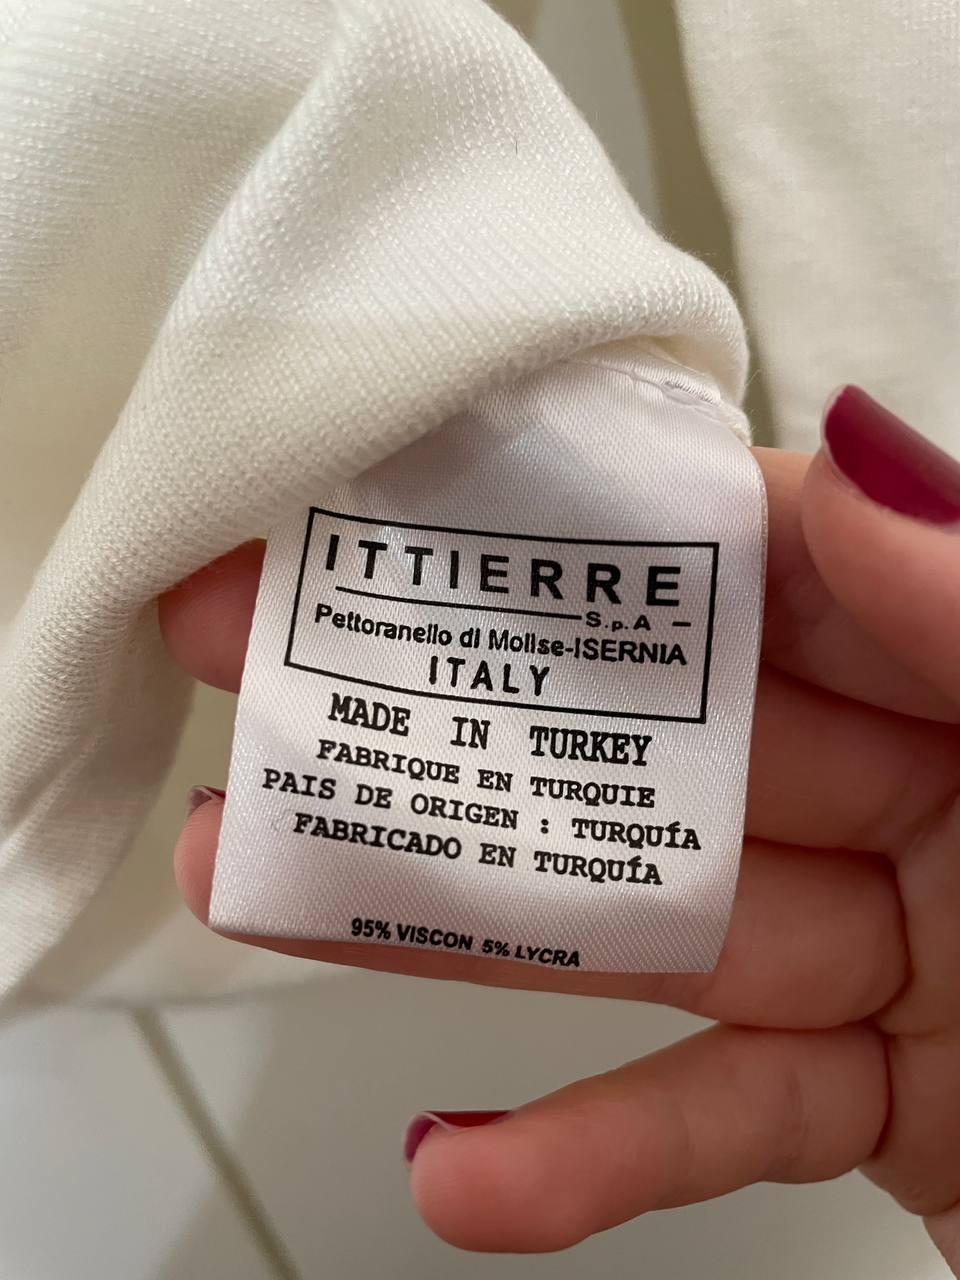 ITTIERRE
S.p.A
Pettoranello di Molise-ISERNIA
ITALY
MADE IN TURKEY
FABRIQUE EN TURQUIE
PAIS DE ORIGEN : TURQUÍA
FABRICADO EN TURQUÍA
95% VISCON 5% LYCRA